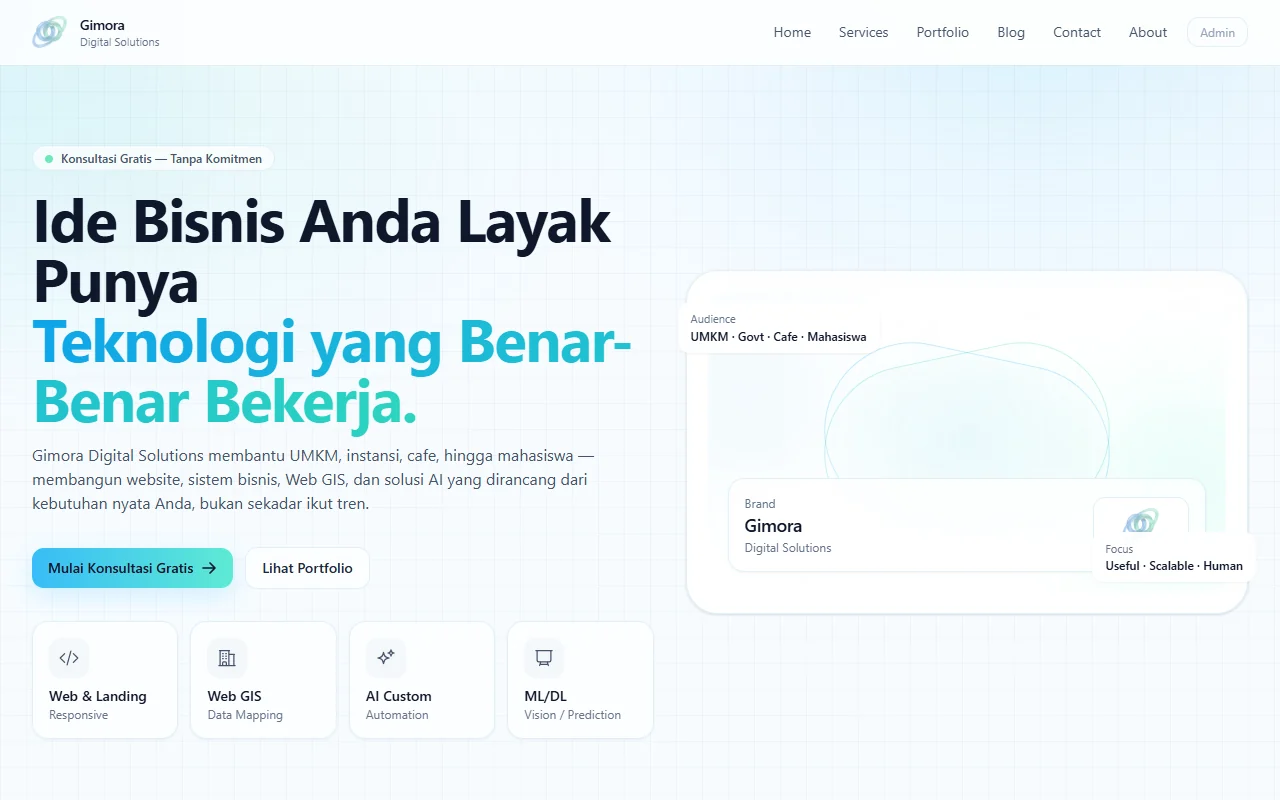 Gimora
Digital Solutions
Home
Services
Portfolio
Blog
Contact
About
Admin
Konsultasi Gratis — Tanpa Komitmen
Ide Bisnis Anda Layak
Punya
Teknologi yang Benar-
Benar Bekerja.
Gimora Digital Solutions membantu UMKM, instansi, cafe, hingga mahasiswa —
membangun website, sistem bisnis, Web GIS, dan solusi AI yang dirancang dari
kebutuhan nyata Anda, bukan sekadar ikut tren.
Mulai Konsultasi Gratis →
Lihat Portfolio
Web & Landing
Responsive
Web GIS
Data Mapping
AI Custom
Automation
ML/DL
Vision / Prediction
Audience
UMKM · Govt · Cafe · Mahasiswa
Brand
Gimora
Digital Solutions
Focus
Useful · Scalable · Human